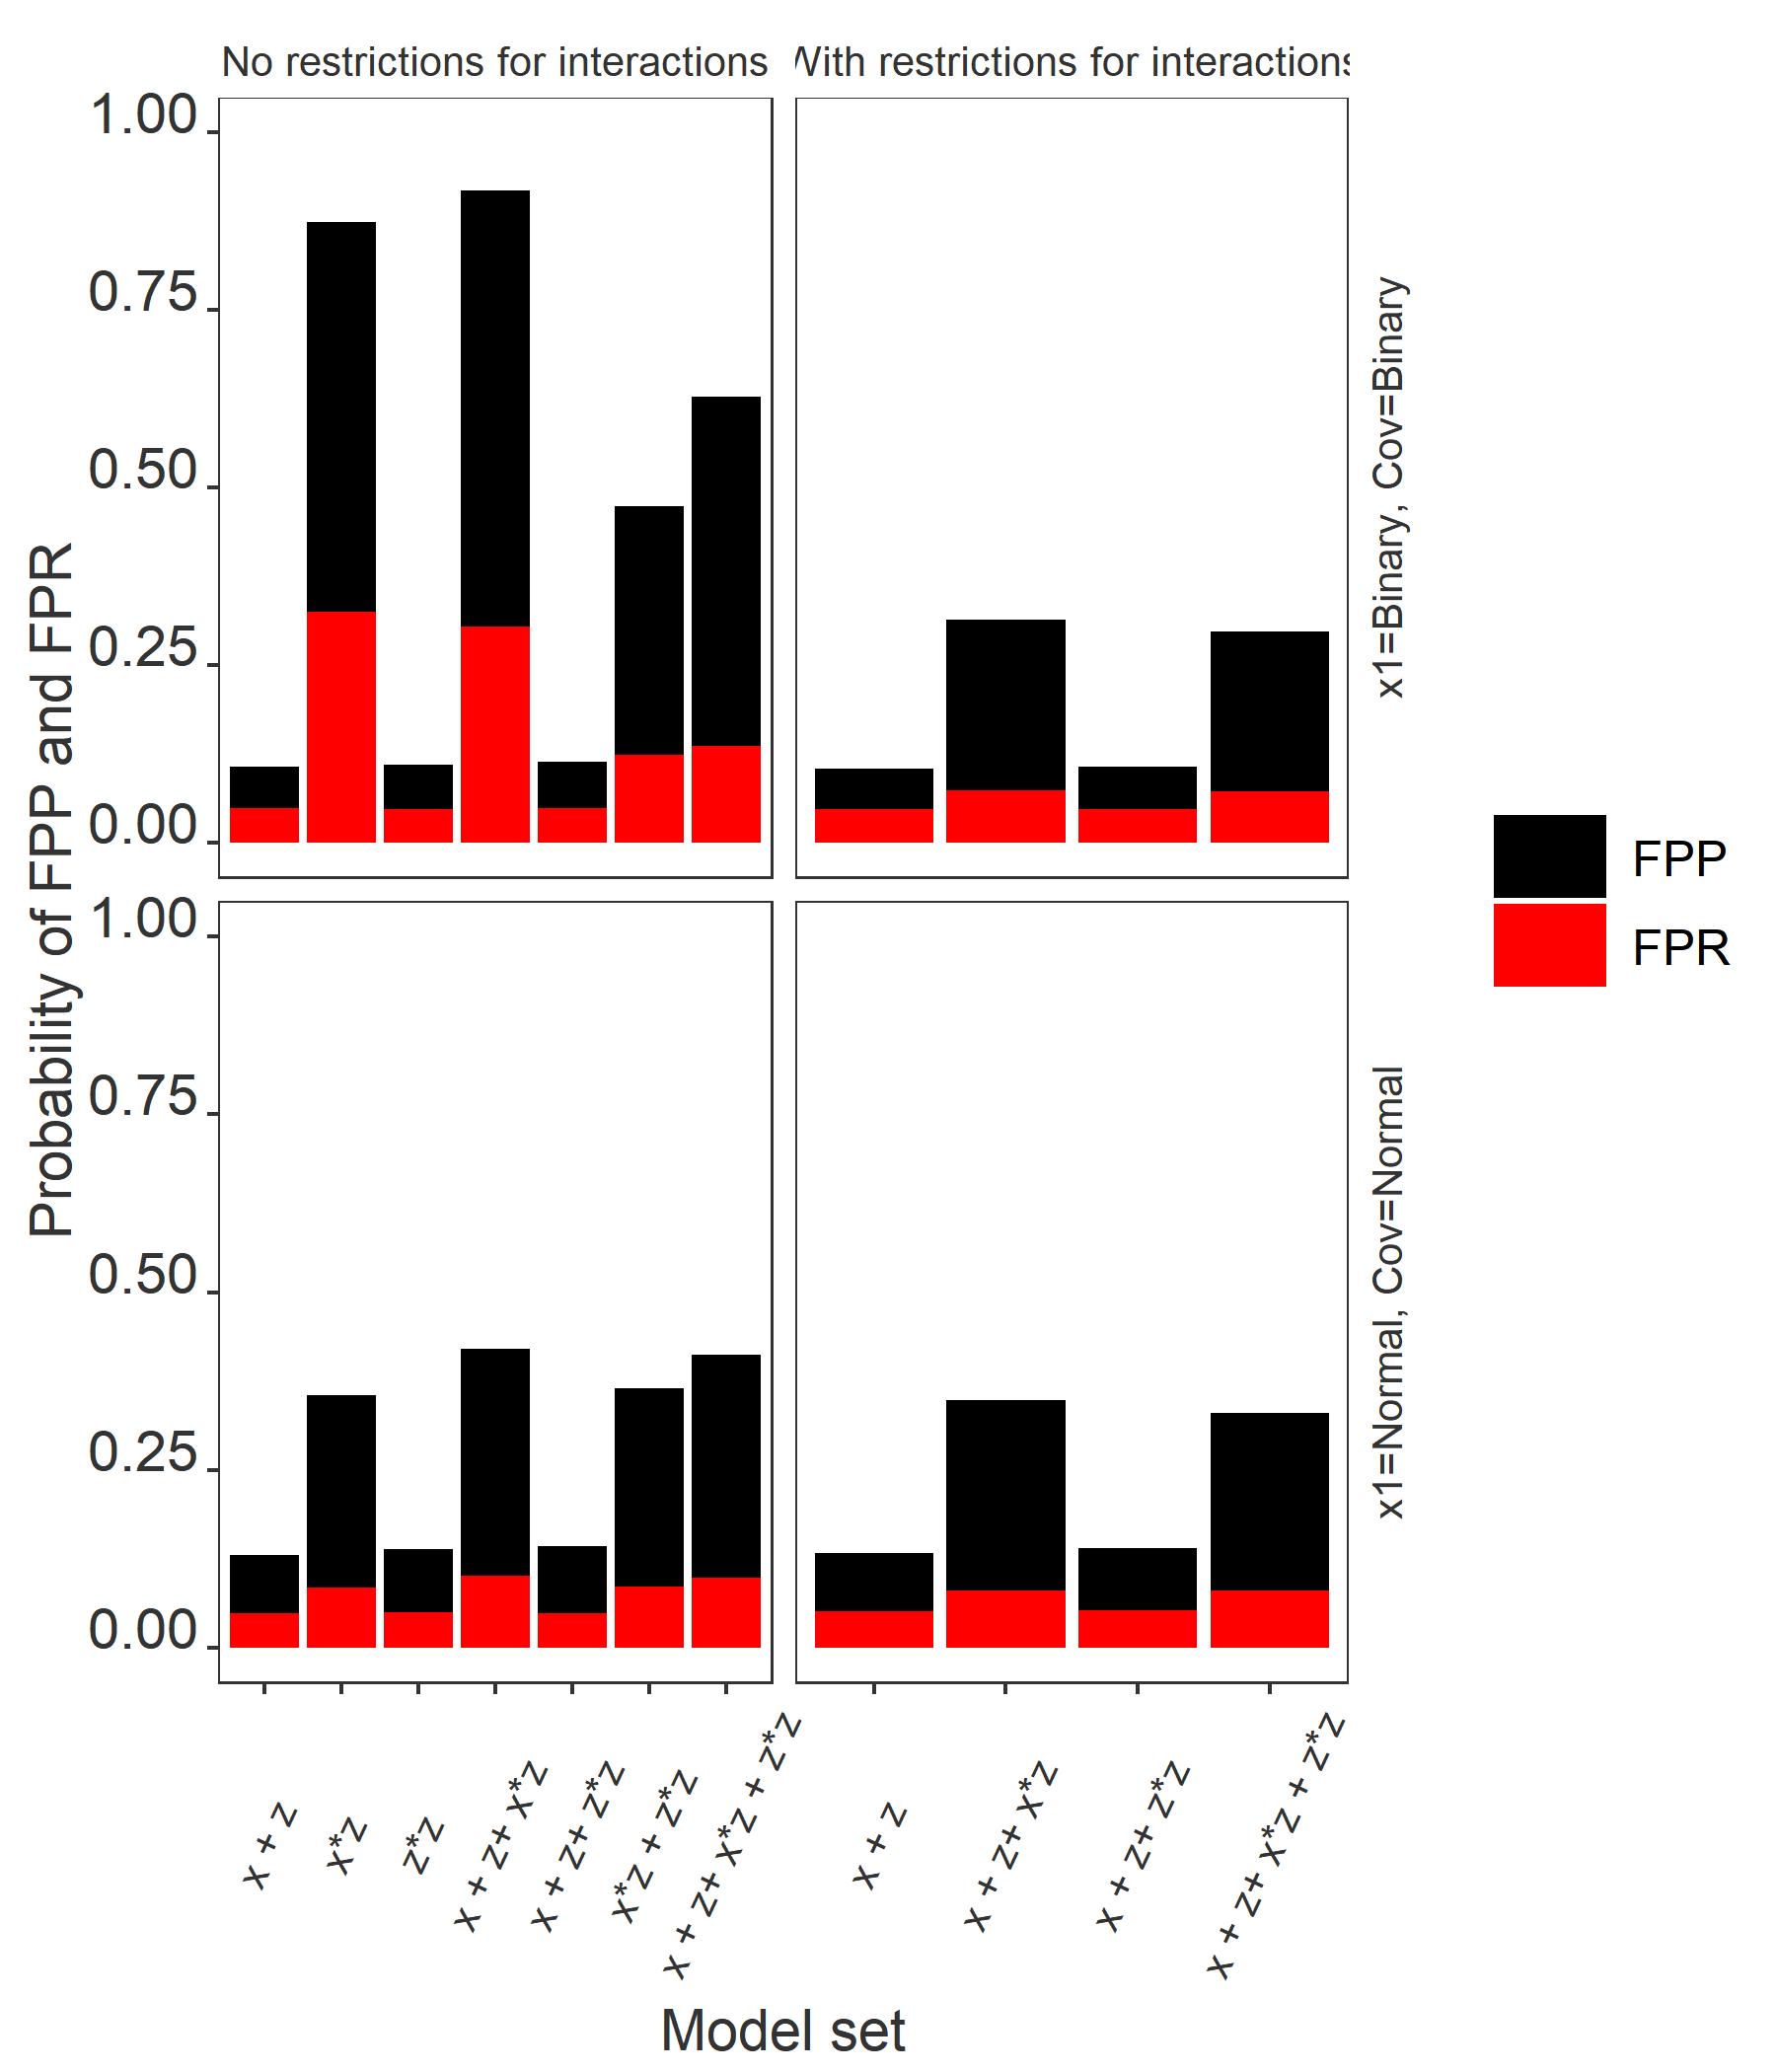 No restrictions for interactions
With restrictions for interactions
1.00
0.75
0.50
0.25
0.00
x1=Binary, Cov=Binary
1.00
0.75
0.50
0.25
0.00
x1=Normal, Cov=Normal
Probability of FPP and FPR
FPP
FPR
x + z
x*z
z*z
x + z+ x*z
x + z+ z*z
x*z + z*z
x + z+ x*z + z*z
x + z
x + z+ x*z
x + z+ z*z
x + z+ x*z + z*z
Model set